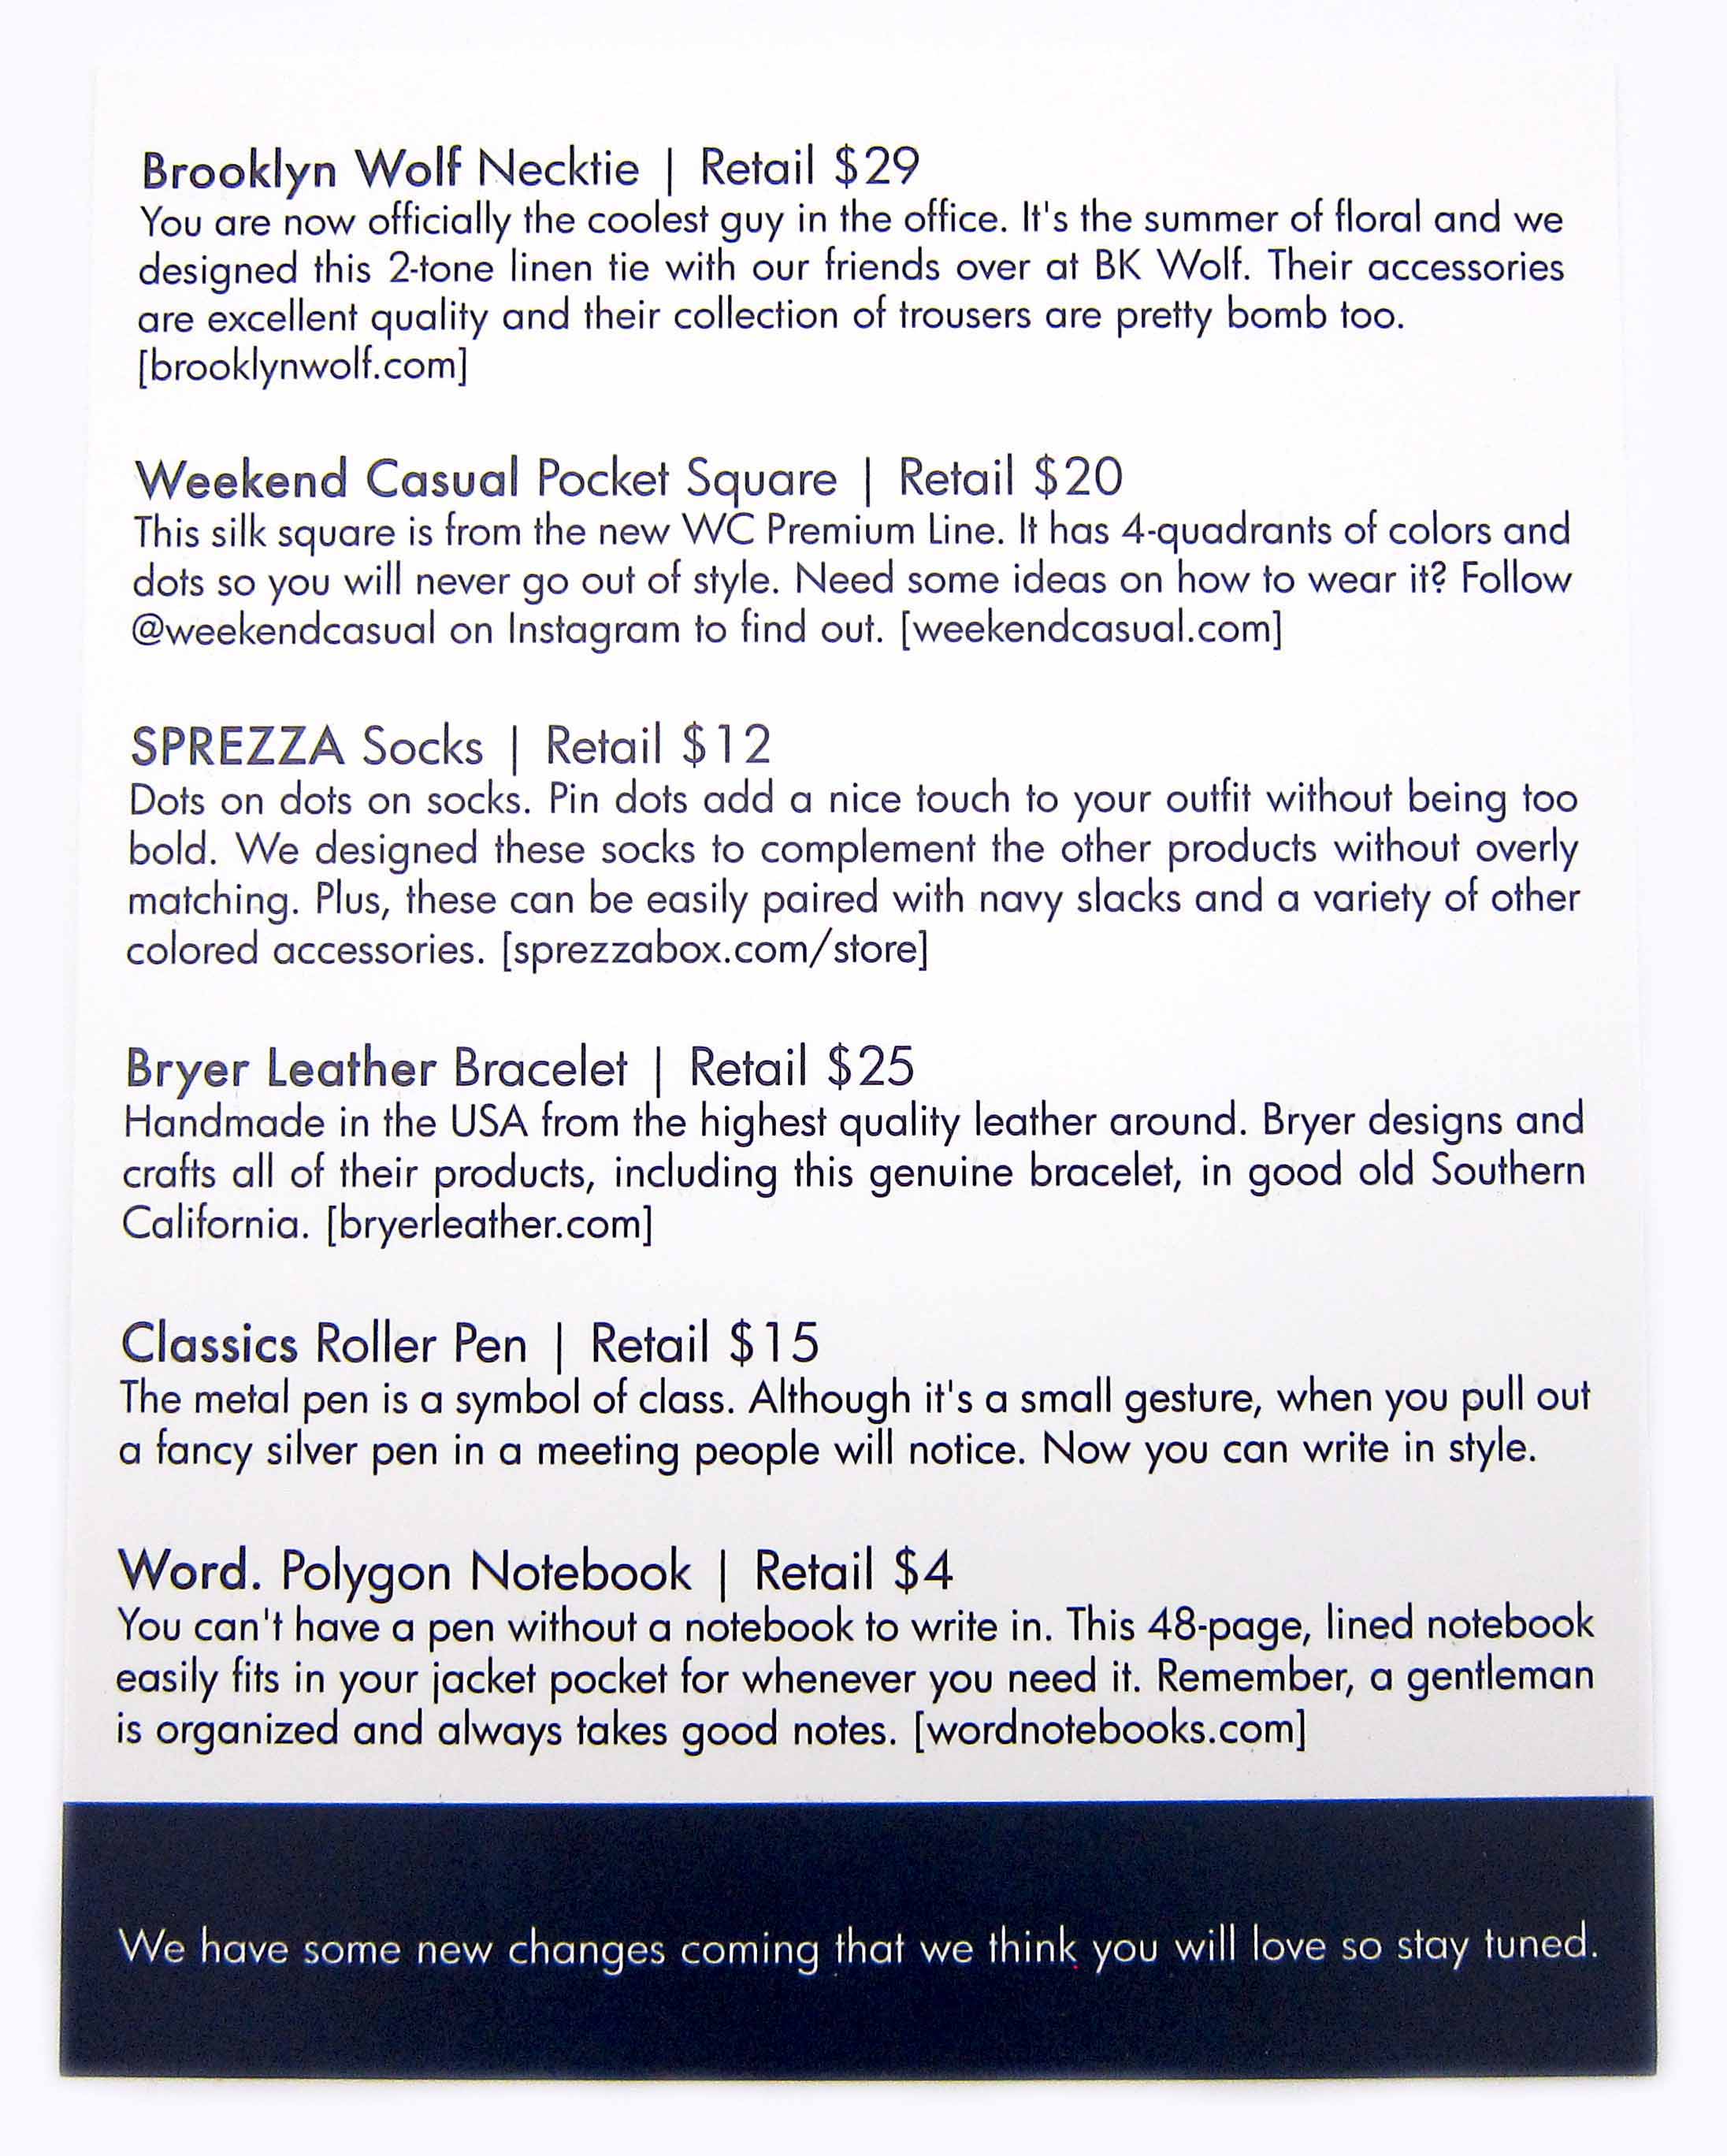 Brooklyn Wolf Necktie | Retail $29
You are now officially the coolest guy in the office. It's the summer of floral and we
designed this 2-tone linen tie with our friends over at BK Wolf. Their accessories
are excellent quality and their collection of trousers are pretty bomb too.
[brooklynwolf.com]
Weekend Casual Pocket Square | Retail $20
This silk square is from the new WC Premium Line. It has 4-quadrants of colors and
dots so you will never go out of style. Need some ideas on how to wear it? Follow
@weekendcasual on Instagram to find out. [weekendcasual.com]
SPREZZA Socks | Retail $12
Dots on dots on socks. Pin dots add a nice touch to your outfit without being too
bold. We designed these socks to complement the other products without overly
matching. Plus, these can be easily paired with navy slacks and a variety of other
colored accessories. [sprezzabox.com/store]
Bryer Leather Bracelet | Retail $25
Handmade in the USA from the highest quality leather around. Bryer designs and
crafts all of their products, including this genuine bracelet, in good old Southern
California. [bryerleather.com]
Classics Roller Pen | Retail $15
The metal pen is a symbol of class. Although it's a small gesture, when you pull out
a fancy silver pen in a meeting people will notice. Now you can write in style.
Word. Polygon Notebook | Retail $4
You can't have a pen without a notebook to write in. This 48-page, lined notebook
easily fits in your jacket pocket for whenever you need it. Remember, a gentleman
is organized and always takes good notes. [wordnotebooks.com]
We have some new changes coming that we think you will love so stay tuned.